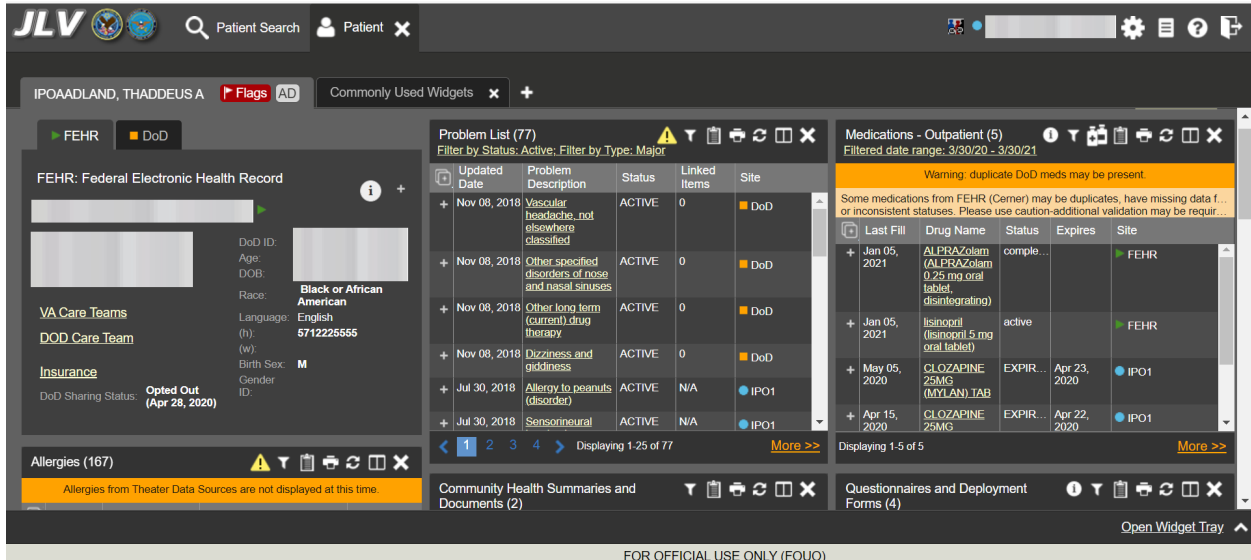 JLV Patient Search Patient
IPOAADLAND, THADDEUS A Flags AD Commonly Used Widgets
FEHR DoD
FEHR: Federal Electronic Health Record
DoD ID:
Age:
DOB:
Race: Black or African
American
Language: English
(h): 5712225555
(w):
Birth Sex: M
Gender
ID:
VA Care Teams
DOD Care Team
Insurance
DoD Sharing Status: Opted Out
(Apr 28, 2020)
Allergies (167)
Allergies from Theater Data Sources are not displayed at this time.
Problem List (77)
Filter by Status: Active; Filter by Type: Major
Updated Date Problem Description Status Linked Items Site
+ Nov 08, 2018 Vascular ACTIVE 0 DoD
headache, not
elsewhere
classified
+ Nov 08, 2018 Other specified ACTIVE 0 DoD
disorders of nose
and nasal sinuses
+ Nov 08, 2018 Other long term ACTIVE 0 DoD
(current) drug
therapy
+ Nov 08, 2018 Dizziness and ACTIVE 0 DoD
giddiness
+ Jul 30, 2018 Allergy to peanuts ACTIVE N/A IPO1
(disorder)
+ Jul 30, 2018 Sensorineural ACTIVE N/A IPO1
1 2 3 4 Displaying 1-25 of 77 More >>
Community Health Summaries and
Documents (2)
Medications - Outpatient (5)
Filtered date range: 3/30/20 - 3/30/21
Warning: duplicate DoD meds may be present.
Some medications from FEHR (Cerner) may be duplicates, have missing data f...
or inconsistent statuses. Please use caution-additional validation may be requir...
Last Fill Drug Name Status Expires Site
+ Jan 05, ALPRAZolam comple... FEHR
2021 (ALPRAZolam
0.25 mg oral
tablet,
disintegrating)
+ Jan 05, lisinopril active FEHR
2021 (lisinopril 5 mg
oral tablet)
+ May 05, CLOZAPINE EXPIR... Apr 23, IPO1
2020 25MG 2020
(MYLAN) TAB
+ Apr 15, CLOZAPINE EXPIR... Apr 22, IPO1
2020 25MG 2020
Displaying 1-5 of 5 More >>
Questionnaires and Deployment
Forms (4)
Open Widget Tray
FOR OFFICIAL USE ONLY (FOUO)